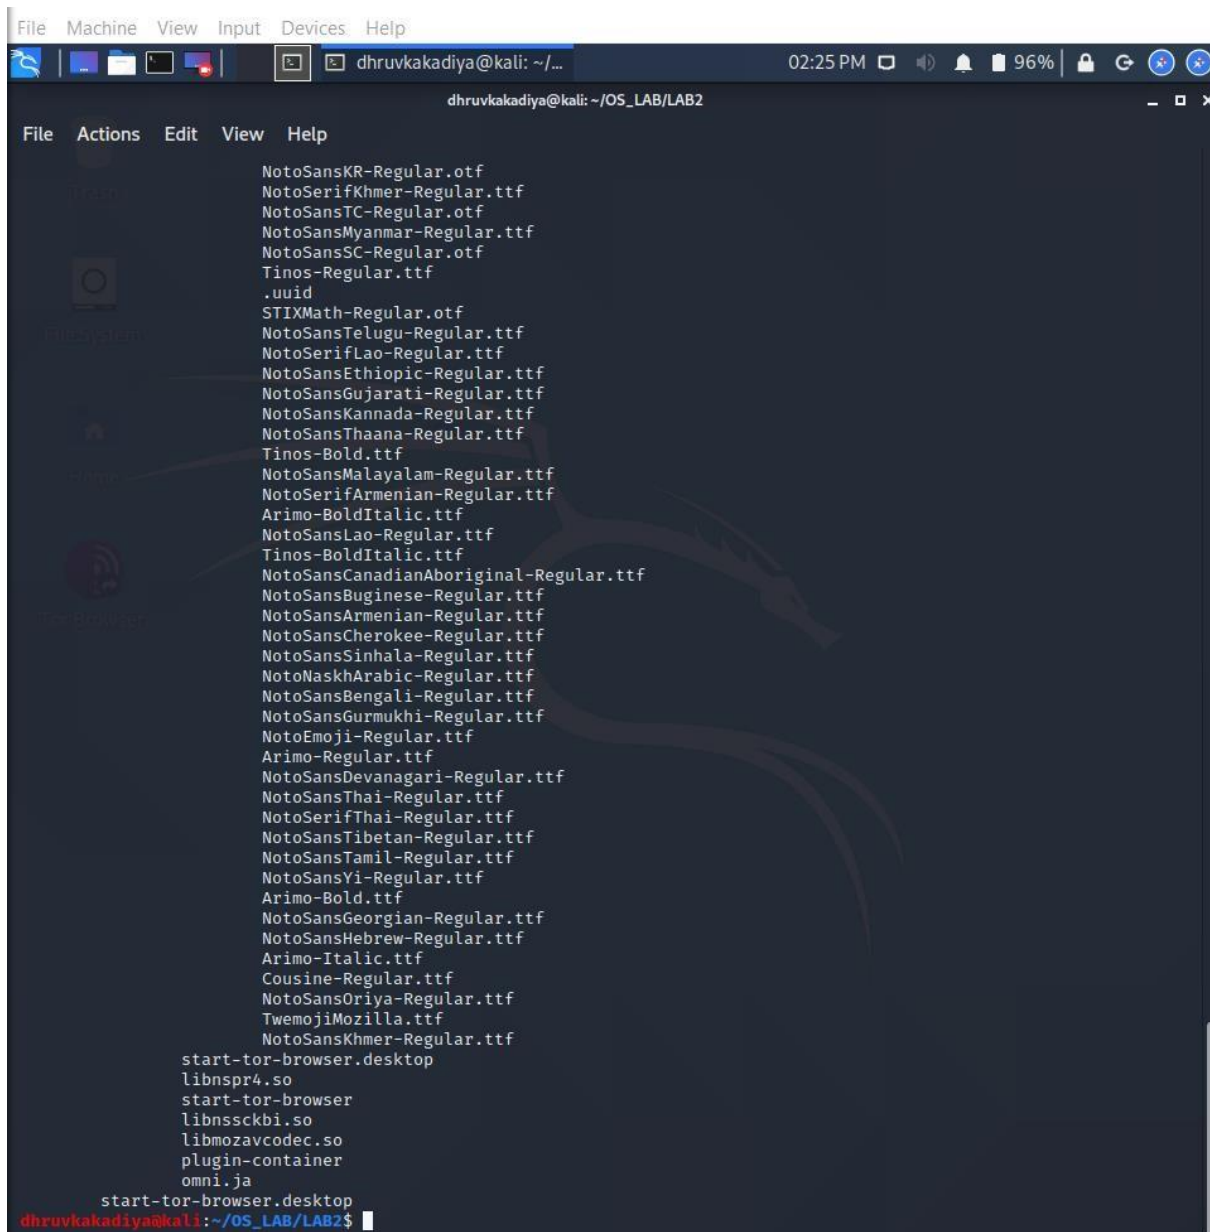 File Machine View Input Devices Help
dhruvkakadiya@kali: ~/... 02:25 PM 96%
dhruvkakadiya@kali: ~/OS_LAB/LAB2
File Actions Edit View Help
NotoSansKR-Regular.otf
NotoSerifKhmer-Regular.ttf
NotoSansTC-Regular.otf
NotoSansMyanmar-Regular.ttf
NotoSansSC-Regular.otf
Tinos-Regular.ttf
.uuid
STIXMath-Regular.otf
NotoSansTelugu-Regular.ttf
NotoSerifLao-Regular.ttf
NotoSansEthiopic-Regular.ttf
NotoSansGujarati-Regular.ttf
NotoSansKannada-Regular.ttf
NotoSansThaana-Regular.ttf
Tinos-Bold.ttf
NotoSansMalayalam-Regular.ttf
NotoSerifArmenian-Regular.ttf
Arimo-BoldItalic.ttf
NotoSansLao-Regular.ttf
Tinos-BoldItalic.ttf
NotoSansCanadianAboriginal-Regular.ttf
NotoSansBuginese-Regular.ttf
NotoSansArmenian-Regular.ttf
NotoSansCherokee-Regular.ttf
NotoSansSinhala-Regular.ttf
NotoNaskhArabic-Regular.ttf
NotoSansBengali-Regular.ttf
NotoSansGurmukhi-Regular.ttf
NotoEmoji-Regular.ttf
Arimo-Regular.ttf
NotoSansDevanagari-Regular.ttf
NotoSansThai-Regular.ttf
NotoSerifThai-Regular.ttf
NotoSansTibetan-Regular.ttf
NotoSansTamil-Regular.ttf
NotoSansYi-Regular.ttf
Arimo-Bold.ttf
NotoSansGeorgian-Regular.ttf
NotoSansHebrew-Regular.ttf
Arimo-Italic.ttf
Cousine-Regular.ttf
NotoSansOriya-Regular.ttf
TwemojiMozilla.ttf
NotoSansKhmer-Regular.ttf
start-tor-browser.desktop
libnspr4.so
start-tor-browser
libnssckbi.so
libmozavcodec.so
plugin-container
omni.ja
start-tor-browser.desktop
dhruvkakadiya@kali:~/OS_LAB/LAB2$